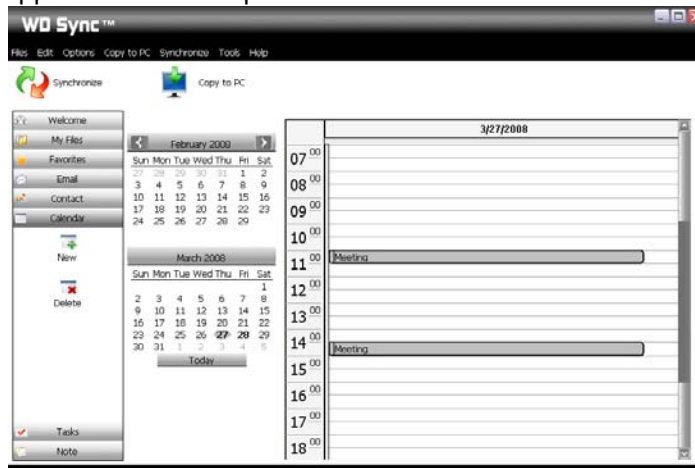 WD Sync™
Files Edit Options Copy to PC Synchronize Tools Help
Synchronize Copy to PC
Welcome
My Files
Favorites
Email
Contact
Calendar
New
Delete
Tasks
Note
February 2008
Sun Mon Tue Wed Thu Fri Sat
27 28 29 30 31 1 2
3 4 5 6 7 8 9
10 11 12 13 14 15 16
17 18 19 20 21 22 23
24 25 26 27 28 29
March 2008
Sun Mon Tue Wed Thu Fri Sat
1
2 3 4 5 6 7 8
9 10 11 12 13 14 15
16 17 18 19 20 21 22
23 24 25 26 27 28 29
30 31 1 2 3 4 5
Today
3/27/2008
07 00
08 00
09 00
10 00
11 00 Meeting
12 00
13 00
14 00
Meeting
15 00
16 00
17 00
18 00